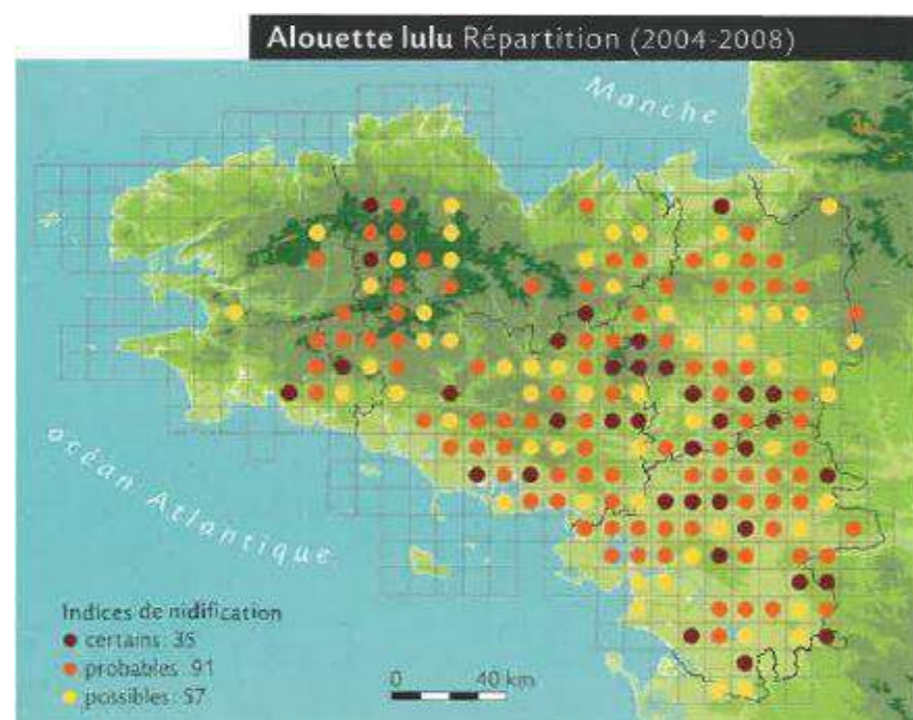 Alouette lulu Répartition (2004-2008)
Manche
océan Atlantique
Indices de nidification
certains 35
probables 91
possibles 57
0 40 km